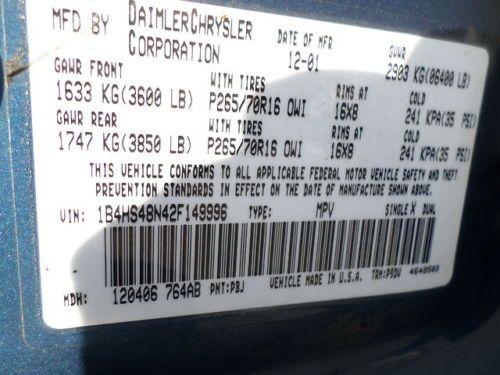 MFD BY DAIMLERCHRYSLER CORPORATION DATE OF MFR 12-01 GVWR 2903 KG(06400 LB)
GAWR FRONT WITH TIRES RIMS AT COLD
1633 KG(3600 LB) P265/70R16 OWI 16X8 241 KPA(35 PSI)
GAWR REAR WITH TIRES RIMS AT COLD
1747 KG(3850 LB) P265/70R16 OWI 16X8 241 KPA(35 PSI)
THIS VEHICLE CONFORMS TO ALL APPLICABLE FEDERAL MOTOR VEHICLE SAFETY AND THEFT
PREVENTION STANDARDS IN EFFECT ON THE DATE OF MANUFACTURE SHOWN ABOVE.
VIN: 1B4HS48N42F149996 TYPE: MPV SINGLE X DUAL
MDH: 120406 764AB PNT:PBJ VEHICLE MADE IN U.S.A. TRM:P9DV 4648503